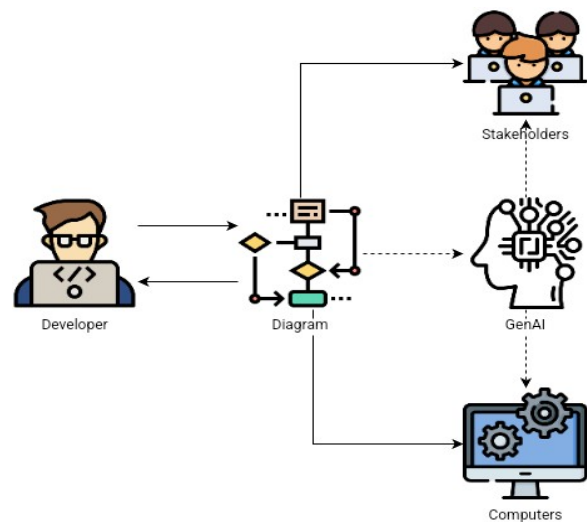 Stakeholders
</>
Developer
Diagram
GenAI
Computers